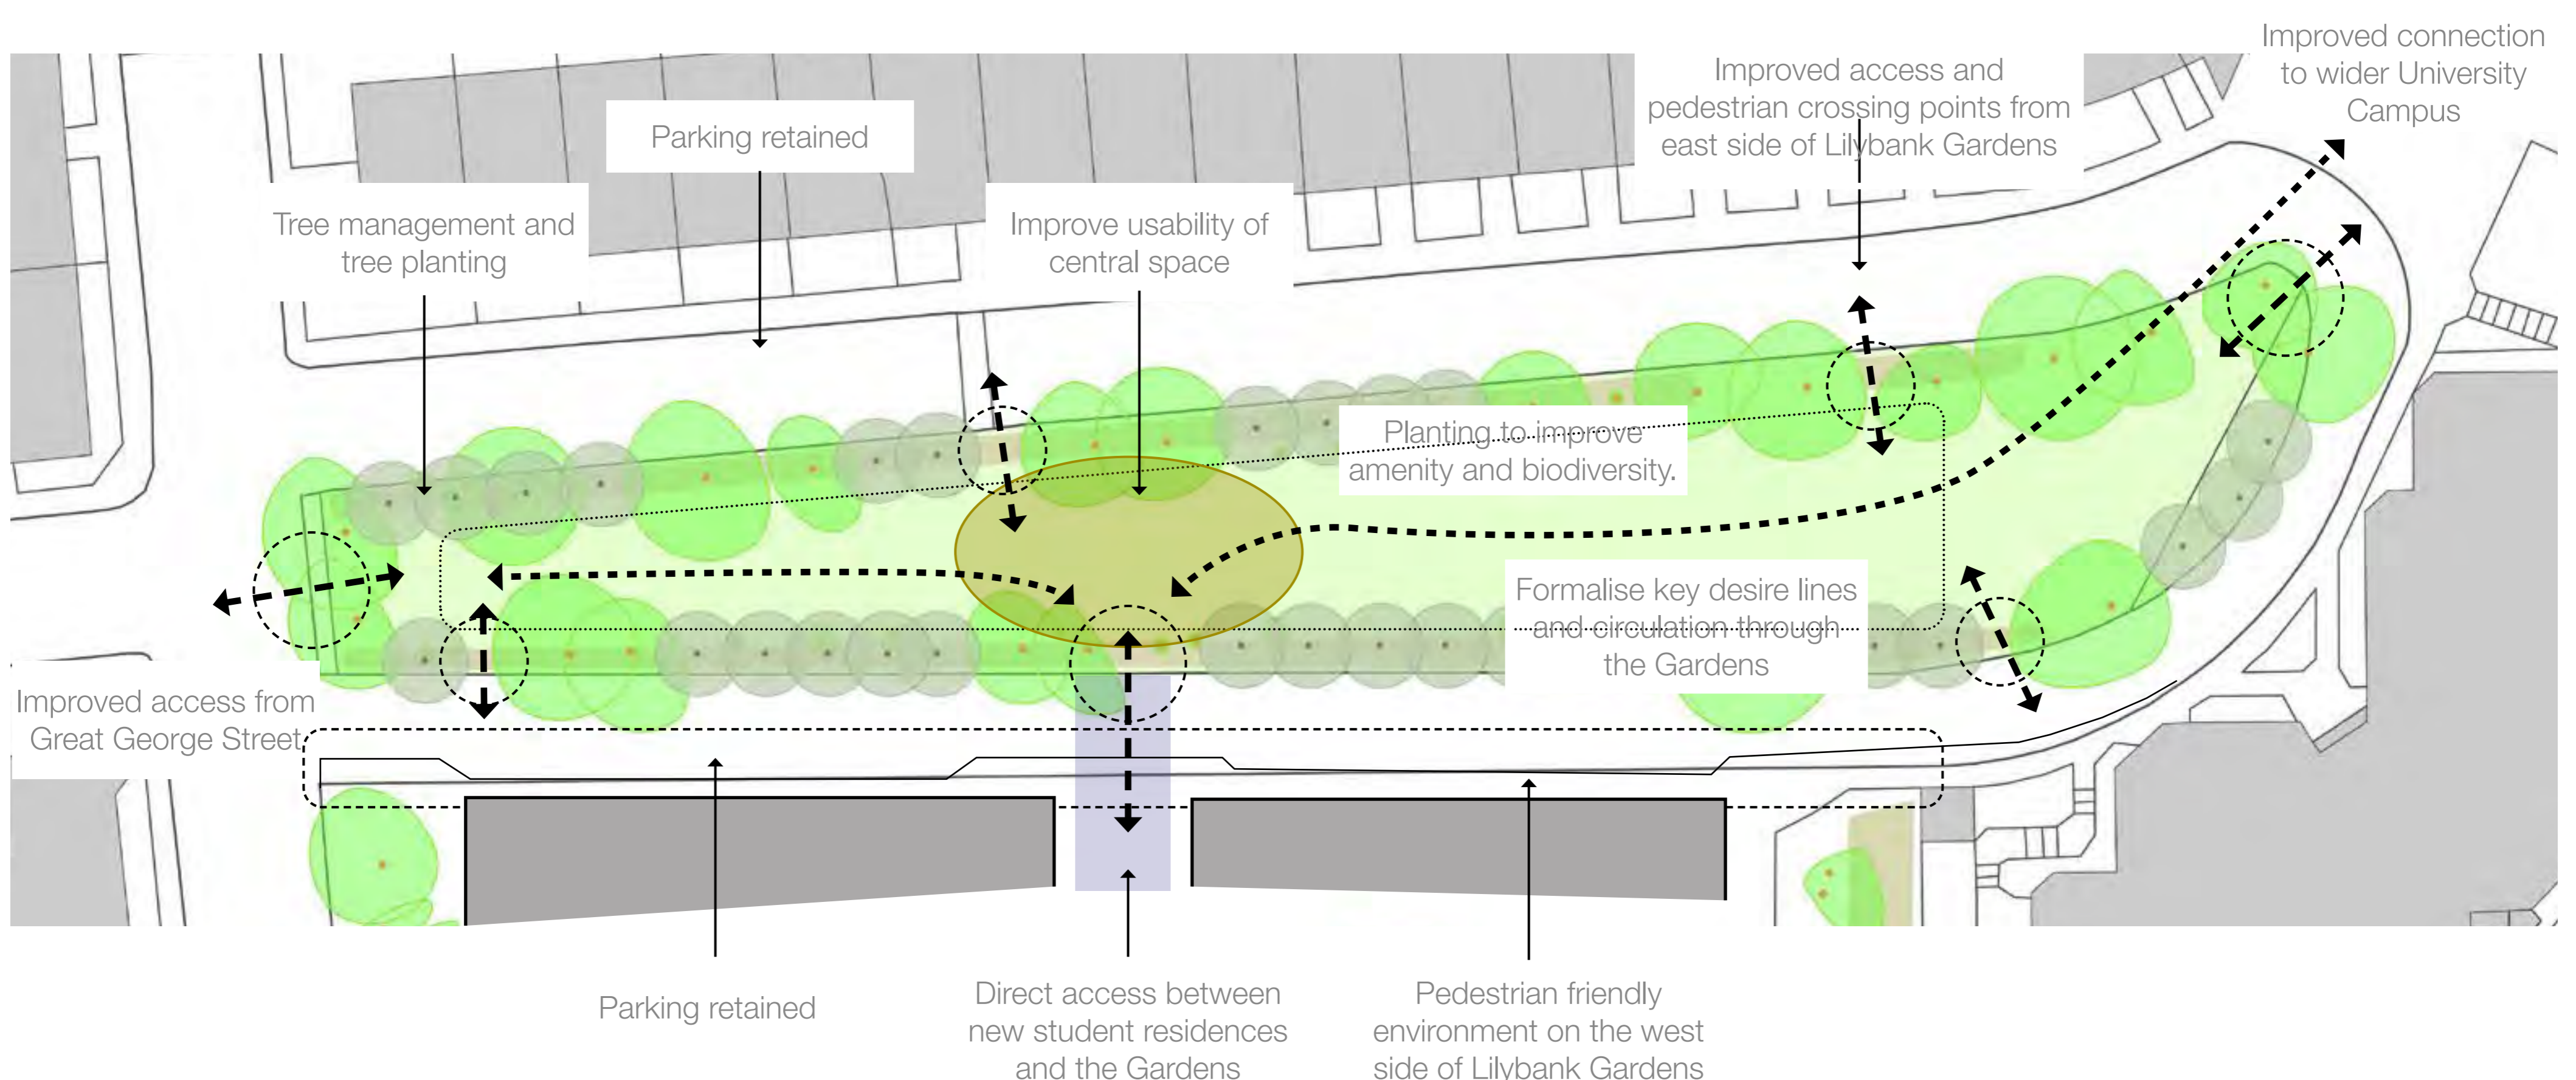 Improved connection
to wider University
Campus
Improved access and
pedestrian crossing points from
east side of Lilybank Gardens
Parking retained
Tree management and
tree planting
Improve usability of
central space
Planting to improve
amenity and biodiversity.
Formalise key desire lines
and circulation through
the Gardens
Improved access from
Great George Street
Parking retained
Direct access between
new student residences
and the Gardens
Pedestrian friendly
environment on the west
side of Lilybank Gardens